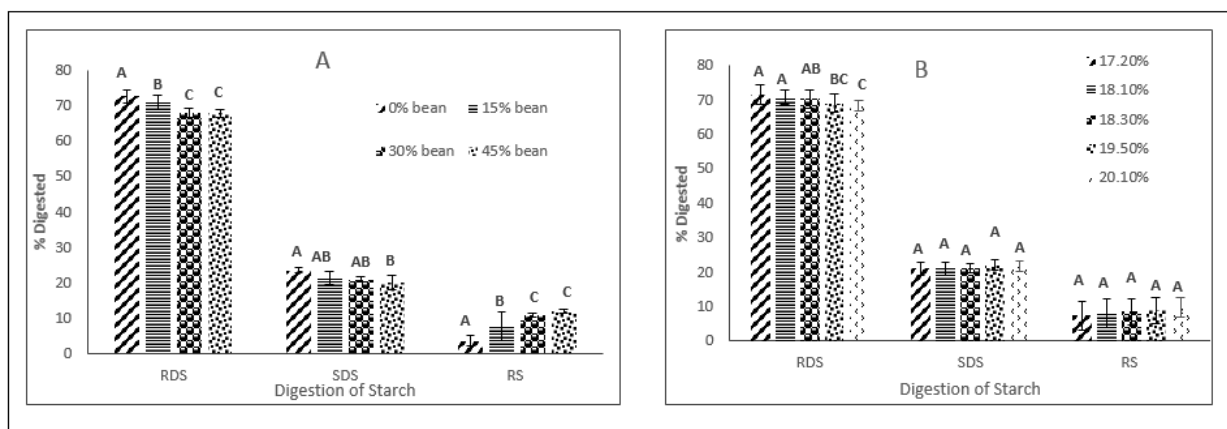 A
80
70
60
50
40
30
20
10
0
% Digested
A B C C
A AB AB B
A B C C
0% bean 15% bean
30% bean 45% bean
RDS SDS RS
Digestion of Starch
B
80
70
60
50
40
30
20
10
0
% Digested
A A AB BC C
A A A A A
A A A A A
17.20%
18.10%
18.30%
19.50%
20.10%
RDS SDS RS
Digestion of Starch